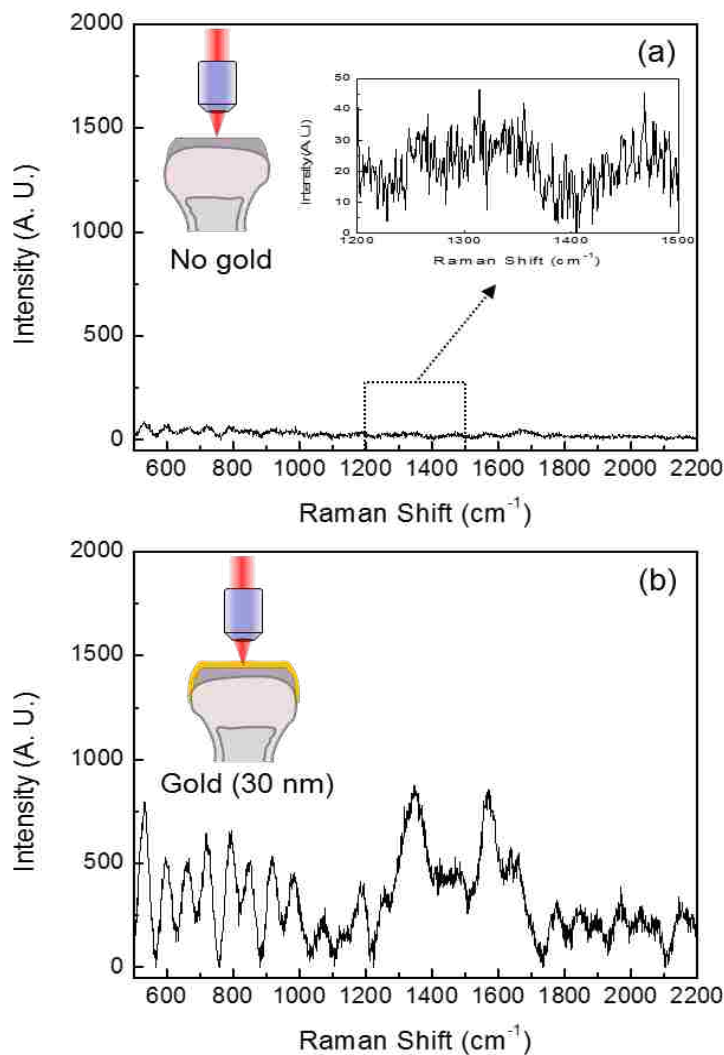 2000
1500
1000
500
0
Intensity (A. U.)
(a)
No gold
50
40
30
20
10
0
Intensity(A.U)
1200 1300 1400 1500
Raman Shift (cm⁻¹)
600 800 1000 1200 1400 1600 1800 2000 2200
Raman Shift (cm⁻¹)
2000
1500
1000
500
0
Intensity (A. U.)
(b)
Gold (30 nm)
600 800 1000 1200 1400 1600 1800 2000 2200
Raman Shift (cm⁻¹)